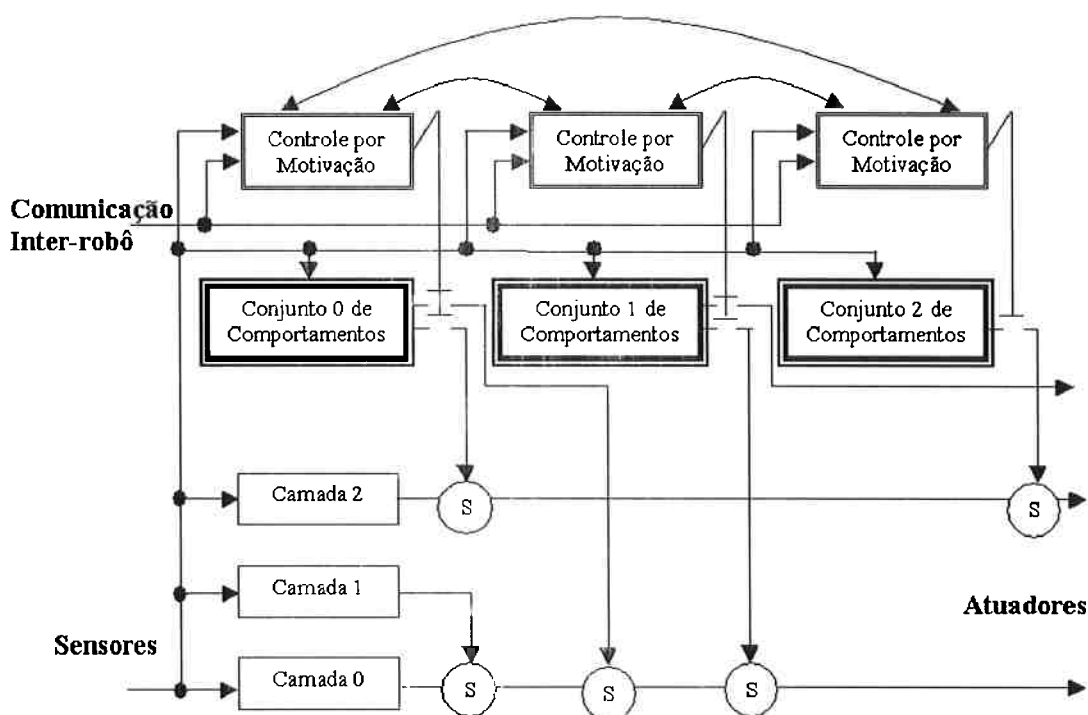 Controle por
Motivação
Controle por
Motivação
Controle por
Motivação
Comunicação
Inter-robô
Conjunto 0 de
Comportamentos
Conjunto 1 de
Comportamentos
Conjunto 2 de
Comportamentos
Camada 2
S
S
Camada 1
Atuadores
Sensores
Camada 0
S
S
S